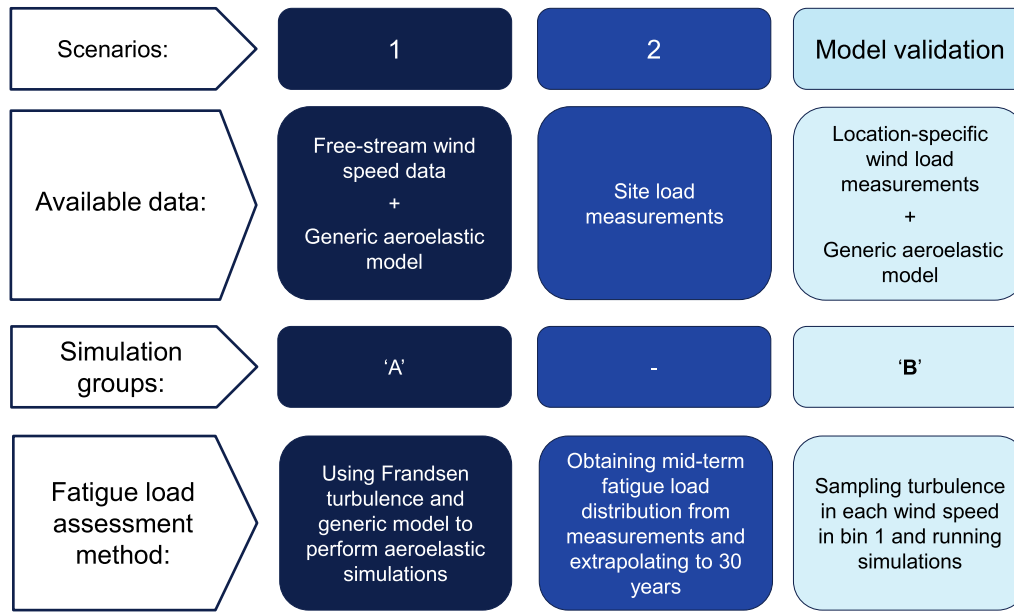 Scenarios:
1
2
Model validation
Available data:
Free-stream wind
speed data
+
Generic aeroelastic
model
Site load
measurements
Location-specific
wind load
measurements
+
Generic aeroelastic
model
Simulation
groups:
‘A’
-
‘B’
Fatigue load
assessment
method:
Using Frandsen
turbulence and
generic model to
perform aeroelastic
simulations
Obtaining mid-term
fatigue load
distribution from
measurements and
extrapolating to 30
years
Sampling turbulence
in each wind speed
in bin 1 and running
simulations